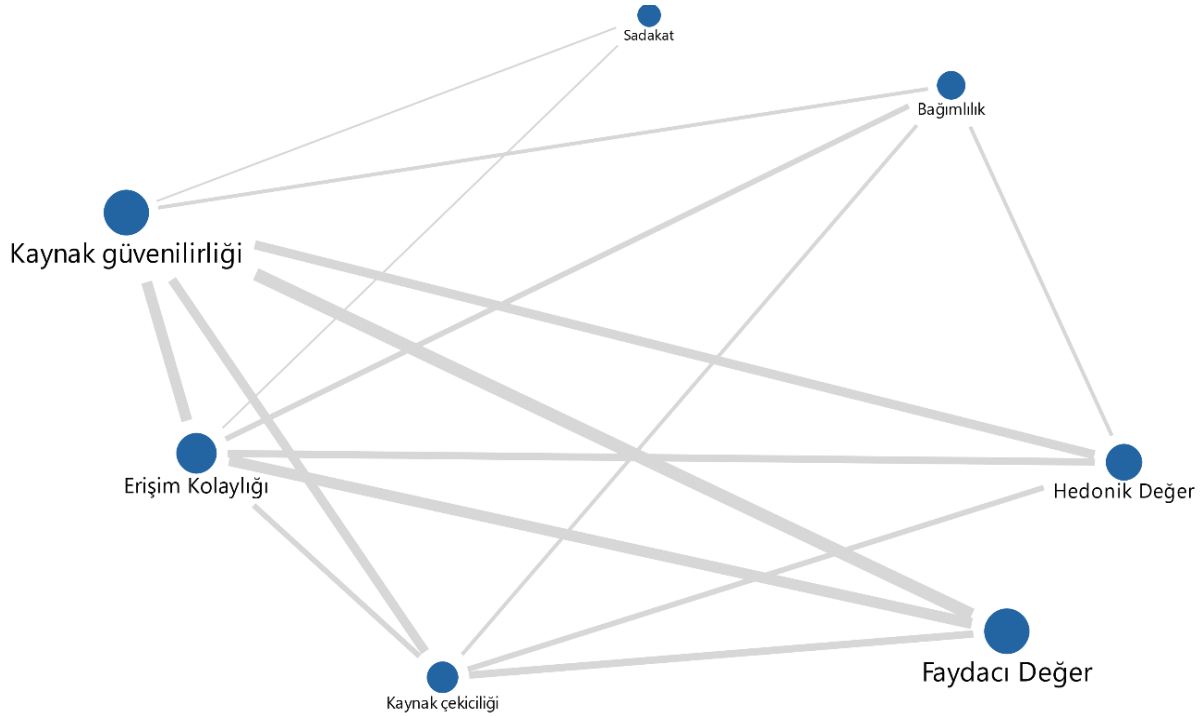 Sadakat
Bağımlılık
Kaynak güvenilirliği
Erişim Kolaylığı
Hedonik Değer
Faydacı Değer
Kaynak çekiciliği